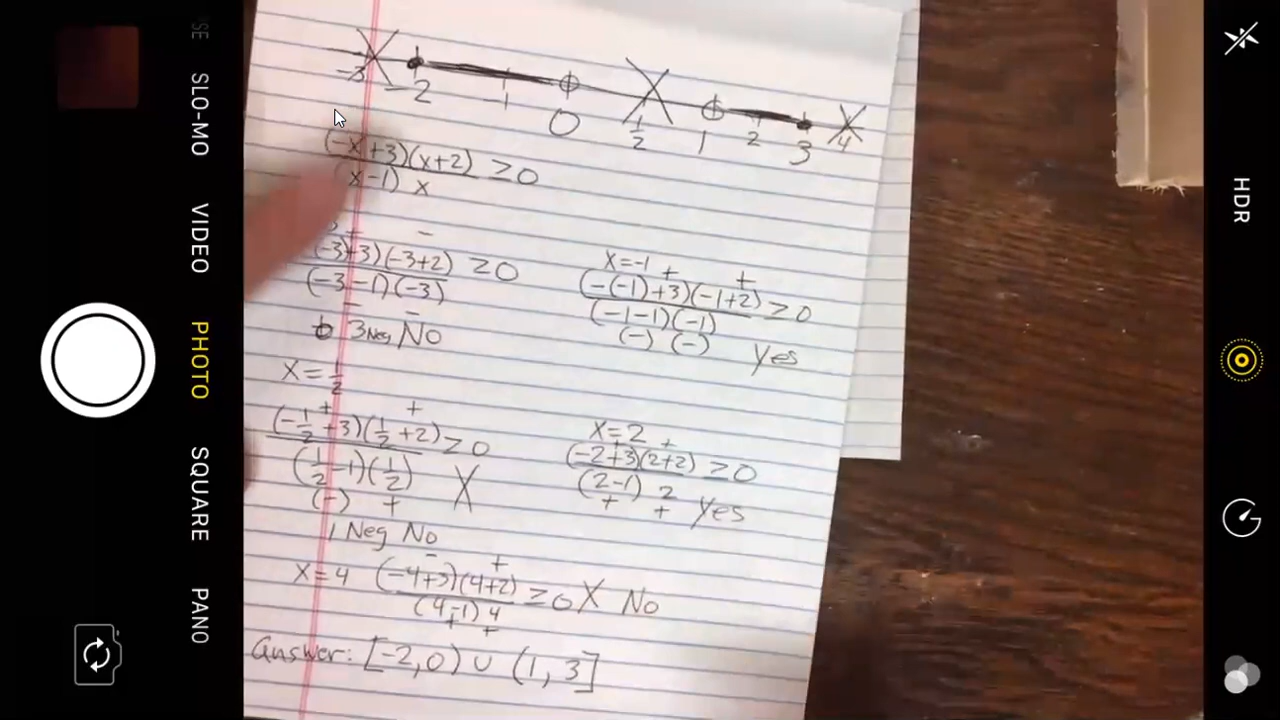 SE
SLO-MO
VIDEO
PHOTO
SQUARE
PANO
HDR
-3 -2 -1 0 1/2 1 2 3 4
(-x+3)(x+2) ≥0
(x-1) x
+ -
(-3)+3)(-3+2) ≥0
(-3-1)(-3)
- -
3 Neg No
x=-1 + +
(-(-1)+3)(-1+2) ≥0
(-1-1)(-1)
(-) (-) Yes
x=1/2
+ +
(-1/2+3)(1/2+2) ≥0
(1/2-1)(1/2) X
(-) +
1 Neg No
x=2
+ +
(-2+3)(2+2) ≥0
(2-1) 2
+ + Yes
- +
x=4 (-4+3)(4+2) ≥0 X No
(4-1) 4
+ +
Answer: [-2,0) ∪ (1,3]